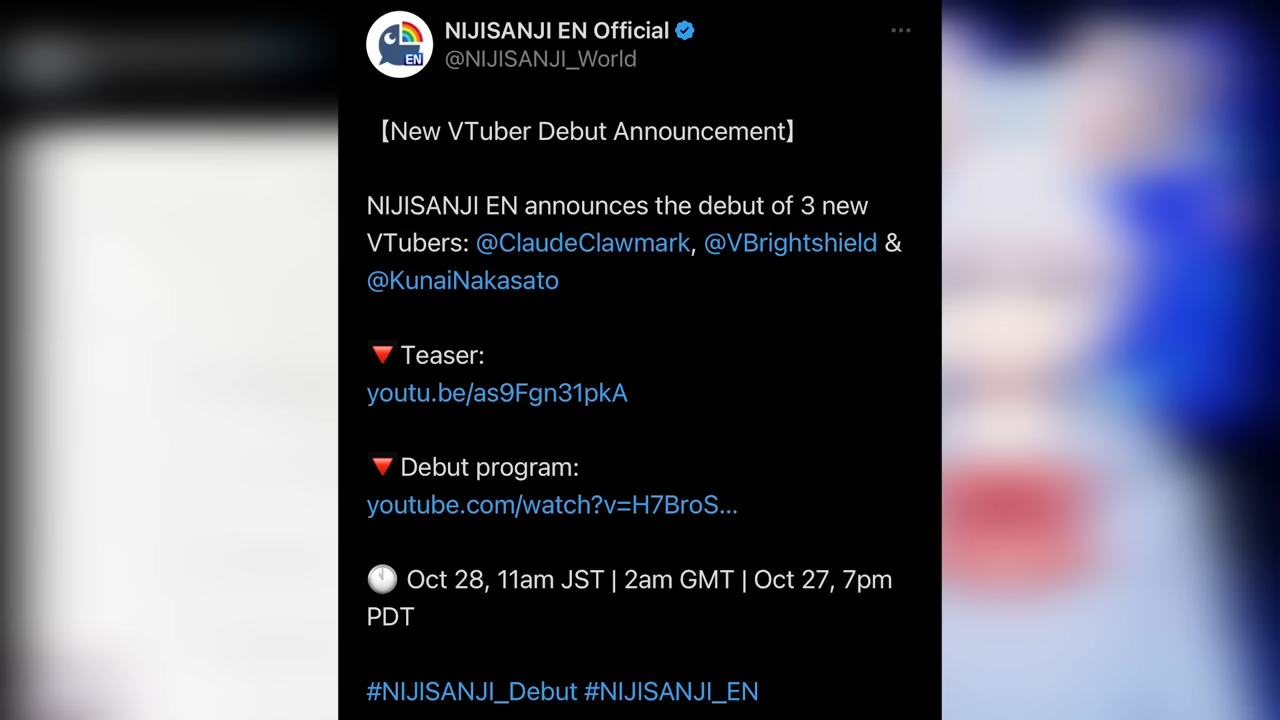 NIJISANJI EN Official
@NIJISANJI_World
EN
【New VTuber Debut Announcement】
NIJISANJI EN announces the debut of 3 new
VTubers: @ClaudeClawmark, @VBrightshield &
@KunaiNakasato
🔻Teaser:
youtu.be/as9Fgn31pkA
🔻Debut program:
youtube.com/watch?v=H7BroS…
🕚 Oct 28, 11am JST | 2am GMT | Oct 27, 7pm
PDT
#NIJISANJI_Debut #NIJISANJI_EN